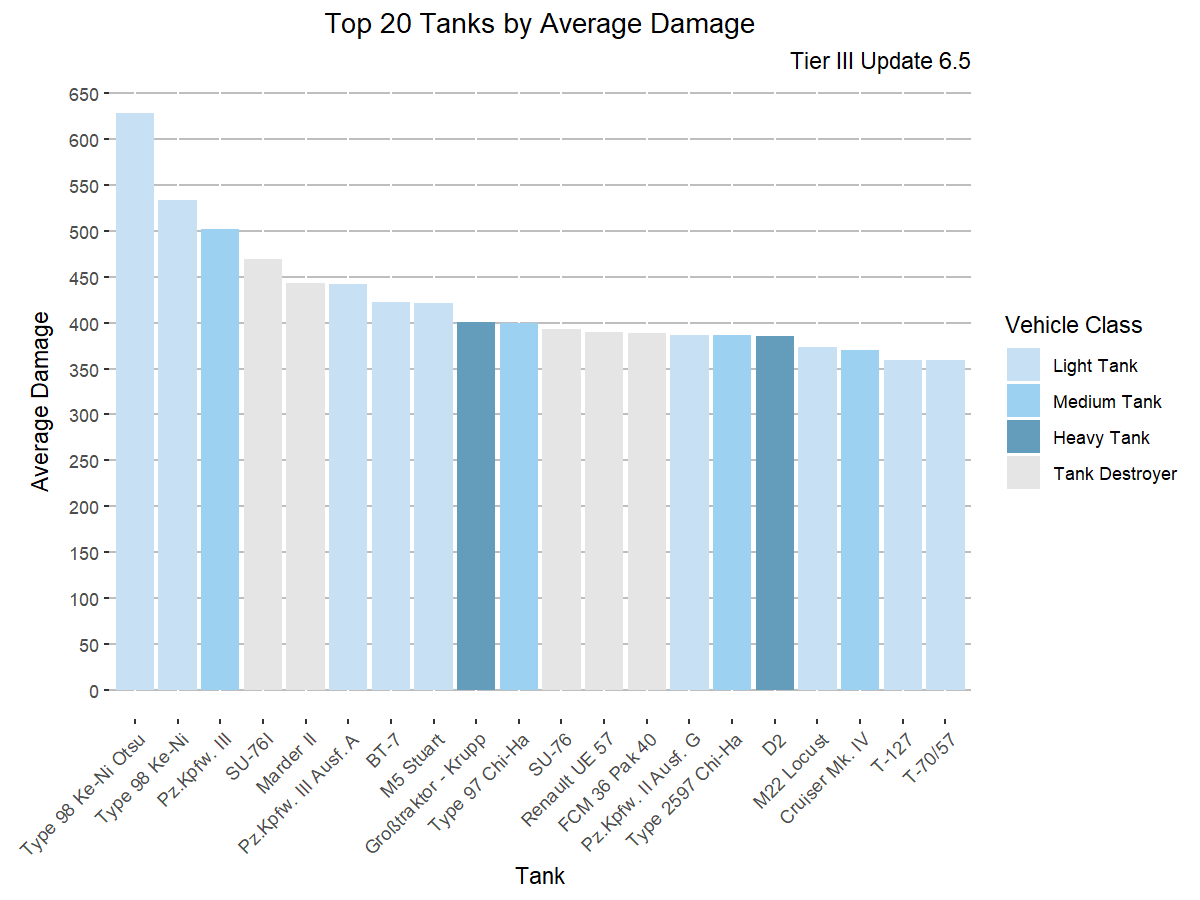 Top 20 Tanks by Average Damage
Tier III Update 6.5
Average Damage
650
600
550
500
450
400
350
300
250
200
150
100
50
0
Type 98 Ke-Ni Otsu
Type 98 Ke-Ni
Pz.Kpfw. III
SU-76I
Marder II
Pz.Kpfw. III Ausf. A
BT-7
M5 Stuart
Großtraktor - Krupp
Type 97 Chi-Ha
SU-76
Renault UE 57
FCM 36 Pak 40
Pz.Kpfw. II Ausf. G
Type 2597 Chi-Ha
D2
M22 Locust
Cruiser Mk. IV
T-127
T-70/57
Tank
Vehicle Class
Light Tank
Medium Tank
Heavy Tank
Tank Destroyer